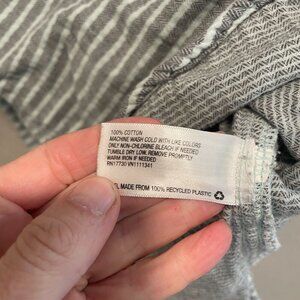 100% COTTON
MACHINE WASH COLD WITH LIKE COLORS
ONLY NON-CHLORINE BLEACH IF NEEDED
TUMBLE DRY LOW, REMOVE PROMPTLY
WARM IRON IF NEEDED
RN17730 VN1111341
MADE FROM 100% RECYCLED PLASTIC